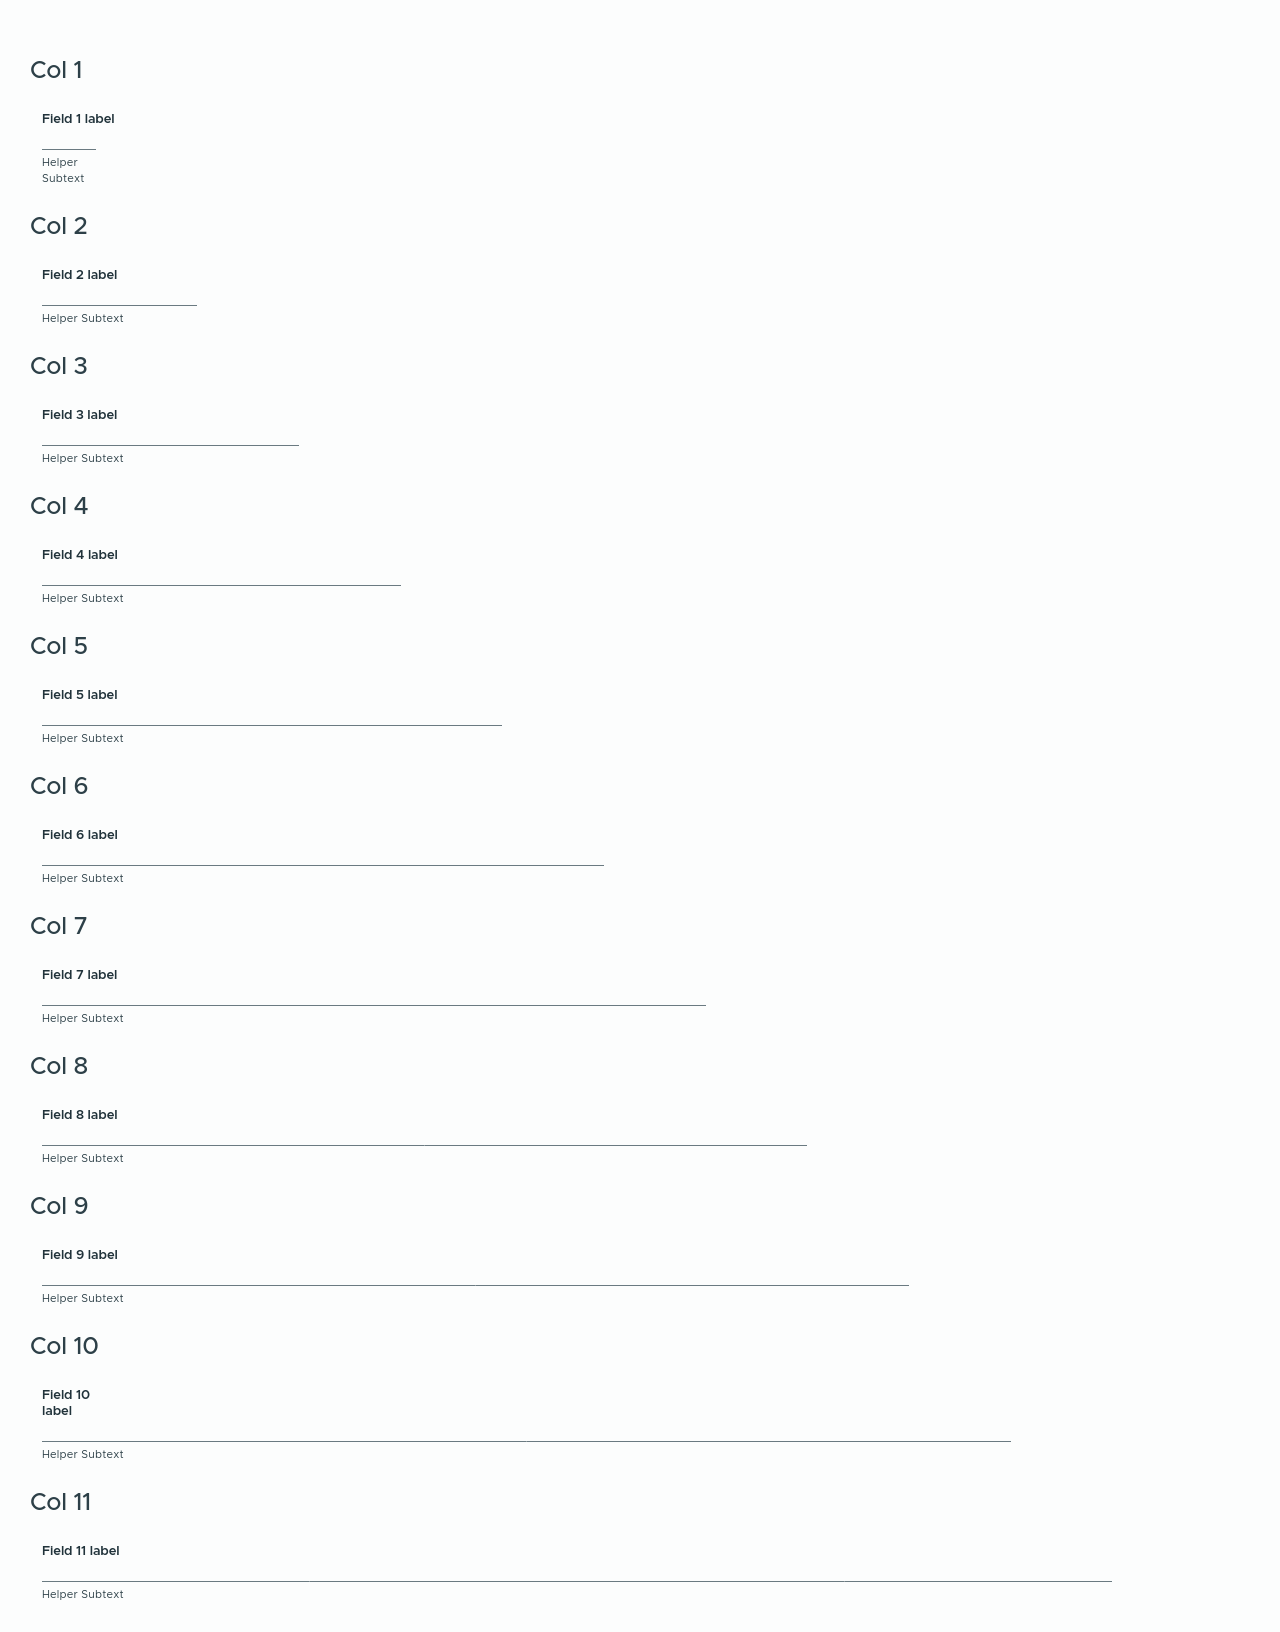 Col 1
Field 1 label
Helper
Subtext
Col 2
Field 2 label
Helper Subtext
Col 3
Field 3 label
Helper Subtext
Col 4
Field 4 label
Helper Subtext
Col 5
Field 5 label
Helper Subtext
Col 6
Field 6 label
Helper Subtext
Col 7
Field 7 label
Helper Subtext
Col 8
Field 8 label
Helper Subtext
Col 9
Field 9 label
Helper Subtext
Col 10
Field 10
label
Helper Subtext
Col 11
Field 11 label
Helper Subtext